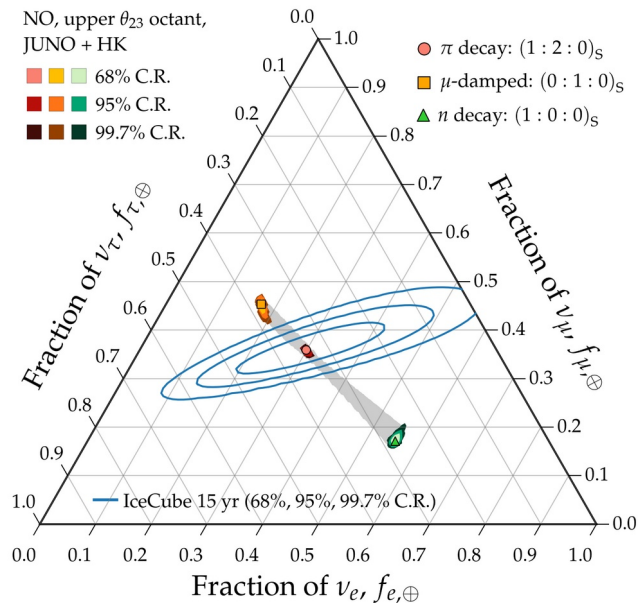 NO, upper θ₂₃ octant,
JUNO + HK
68% C.R.
95% C.R.
99.7% C.R.
π decay: (1 : 2 : 0)S
μ-damped: (0 : 1 : 0)S
n decay: (1 : 0 : 0)S
Fraction of ντ, fτ,⊕
0.0
0.1
0.2
0.3
0.4
0.5
0.6
0.7
0.8
0.9
1.0
Fraction of νμ, fμ,⊕
1.0
0.9
0.8
0.7
0.6
0.5
0.4
0.3
0.2
0.1
0.0
IceCube 15 yr (68%, 95%, 99.7% C.R.)
0.0 0.1 0.2 0.3 0.4 0.5 0.6 0.7 0.8 0.9 1.0
Fraction of νe, fe,⊕